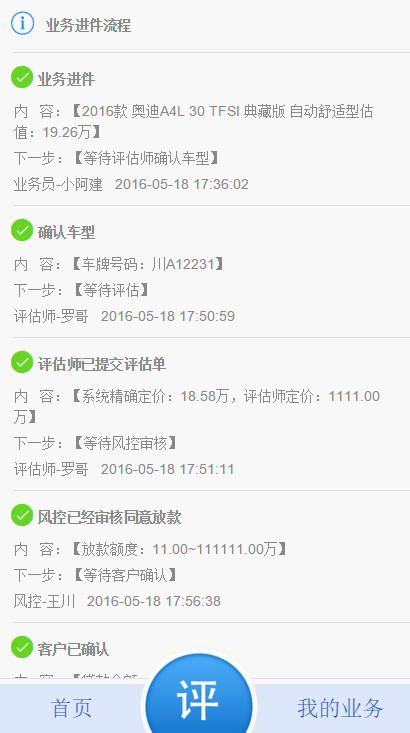 业务进件流程
业务进件
内 容：【2016款 奥迪A4L 30 TFSI 典藏版 自动舒适型估
值：19.26万】
下一步：【等待评估师确认车型】
业务员-小阿建 2016-05-18 17:36:02
确认车型
内 容：【车牌号码：川A12231】
下一步：【等待评估】
评估师-罗哥 2016-05-18 17:50:59
评估师已提交评估单
内 容：【系统精确定价：18.58万，评估师定价：1111.00
万】
下一步：【等待风控审核】
评估师-罗哥 2016-05-18 17:51:11
风控已经审核同意放款
内 容：【放款额度：11.00~111111.00万】
下一步：【等待客户确认】
风控-王川 2016-05-18 17:56:38
客户已确认
首页
评
我的业务